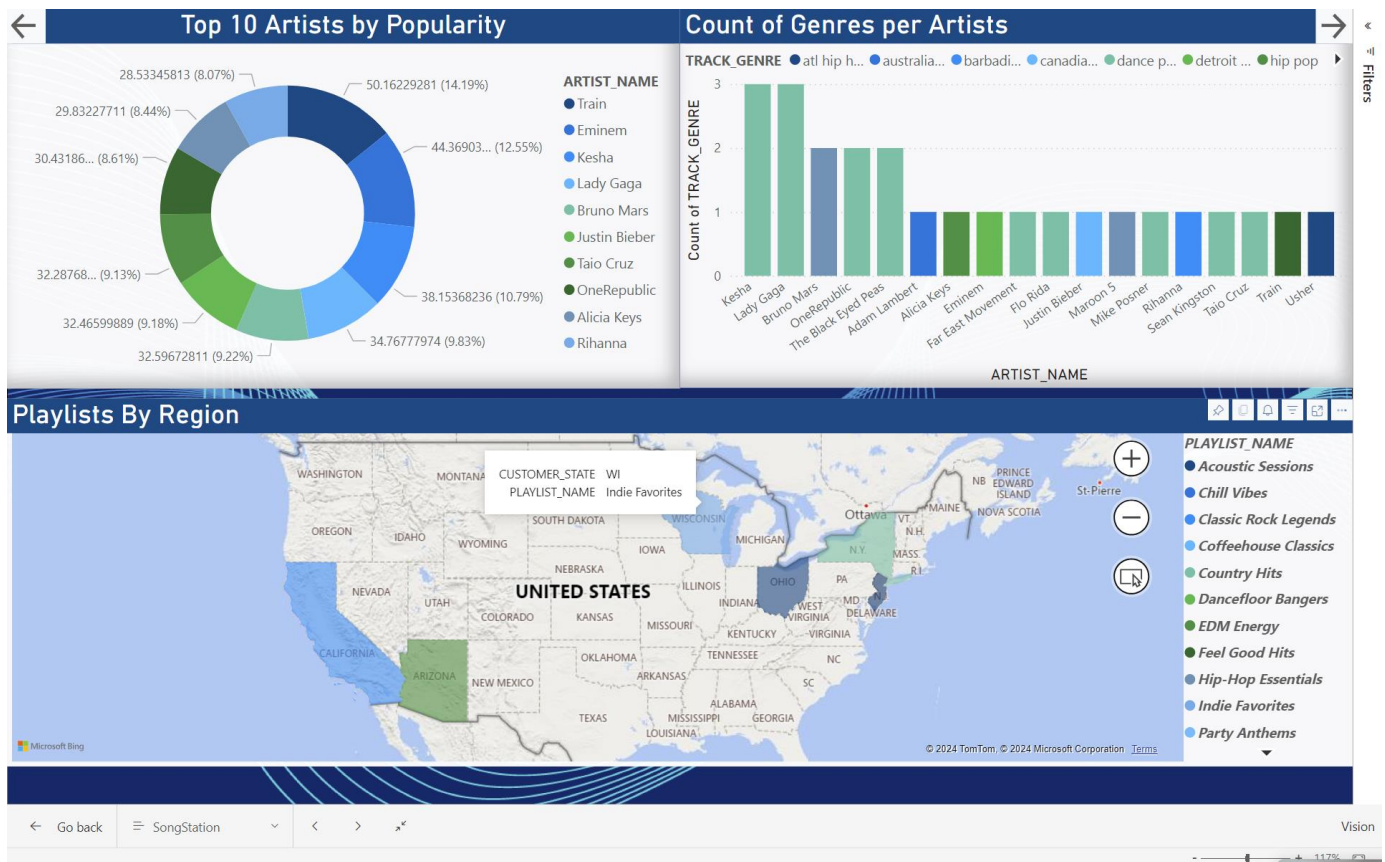 Top 10 Artists by Popularity
28.53345813 (8.07%)
50.16229281 (14.19%)
29.83227711 (8.44%)
44.36903... (12.55%)
30.43186... (8.61%)
32.28768... (9.13%)
38.15368236 (10.79%)
32.46599889 (9.18%)
34.76777974 (9.83%)
32.59672811 (9.22%)
ARTIST_NAME
Train
Eminem
Kesha
Lady Gaga
Bruno Mars
Justin Bieber
Taio Cruz
OneRepublic
Alicia Keys
Rihanna
Count of Genres per Artists
TRACK_GENRE atl hip h... australia... barbadi... canadia... dance p... detroit ... hip pop
Count of TRACK_GENRE
3
2
1
0
Kesha
Lady Gaga
Bruno Mars
OneRepublic
The Black Eyed Peas
Adam Lambert
Alicia Keys
Eminem
Far East Movement
Flo Rida
Justin Bieber
Maroon 5
Mike Posner
Rihanna
Sean Kingston
Taio Cruz
Train
Usher
ARTIST_NAME
« 
Filters
Playlists By Region
CUSTOMER_STATE WI
PLAYLIST_NAME Indie Favorites
WASHINGTON
MONTANA
OREGON
IDAHO
WYOMING
SOUTH DAKOTA
WISCONSIN
MICHIGAN
IOWA
NEBRASKA
NEVADA
UTAH
COLORADO
UNITED STATES
KANSAS
MISSOURI
ILLINOIS
INDIANA
OHIO
PA
N.Y.
Ottawa
VT.
N.H.
MASS.
R.I.
MAINE
NB
PRINCE
EDWARD
ISLAND
NOVA SCOTIA
St-Pierre
MD.
DELAWARE
WEST
VIRGINIA
KENTUCKY
VIRGINIA
CALIFORNIA
ARIZONA
NEW MEXICO
OKLAHOMA
ARKANSAS
TENNESSEE
NC
SC
TEXAS
MISSISSIPPI
ALABAMA
GEORGIA
LOUISIANA
Microsoft Bing
© 2024 TomTom, © 2024 Microsoft Corporation Terms
PLAYLIST_NAME
Acoustic Sessions
Chill Vibes
Classic Rock Legends
Coffeehouse Classics
Country Hits
Dancefloor Bangers
EDM Energy
Feel Good Hits
Hip-Hop Essentials
Indie Favorites
Party Anthems
Go back
SongStation
Vision
- + 117%